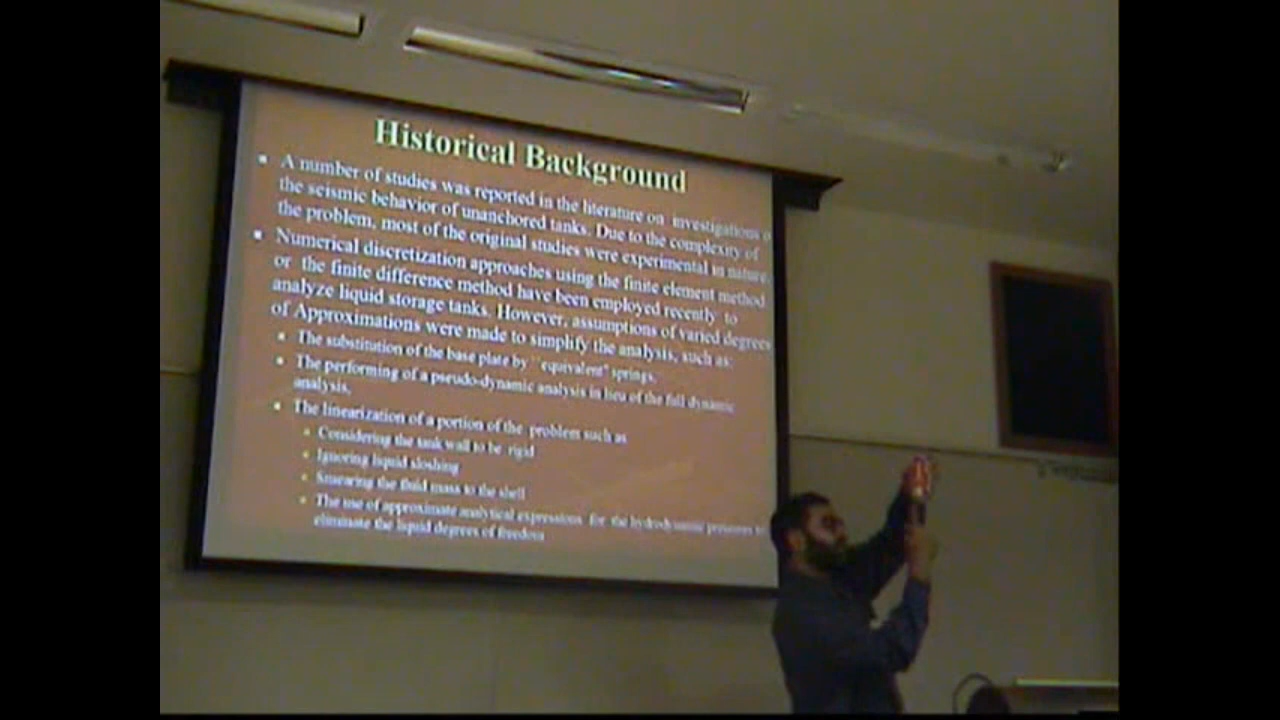 Historical Background
A number of studies was reported in the literature on investigations o
the seismic behavior of unanchored tanks. Due to the complexity of
the problem, most of the original studies were experimental in nature.
Numerical discretization approaches using the finite element method
or the finite difference method have been employed recently to
analyze liquid storage tanks. However, assumptions of varied degrees
of Approximations were made to simplify the analysis, such as:
The substitution of the base plate by ``equivalent" springs.
The performing of a pseudo-dynamic analysis in lieu of the full dynamic
analysis.
The linearization of a portion of the problem such as
Considering the tank wall to be rigid
Ignoring liquid sloshing
Smearing the fluid mass to the shell
The use of approximate analytical expressions for the hydrodynamic pressures to
eliminate the liquid degrees of freedom